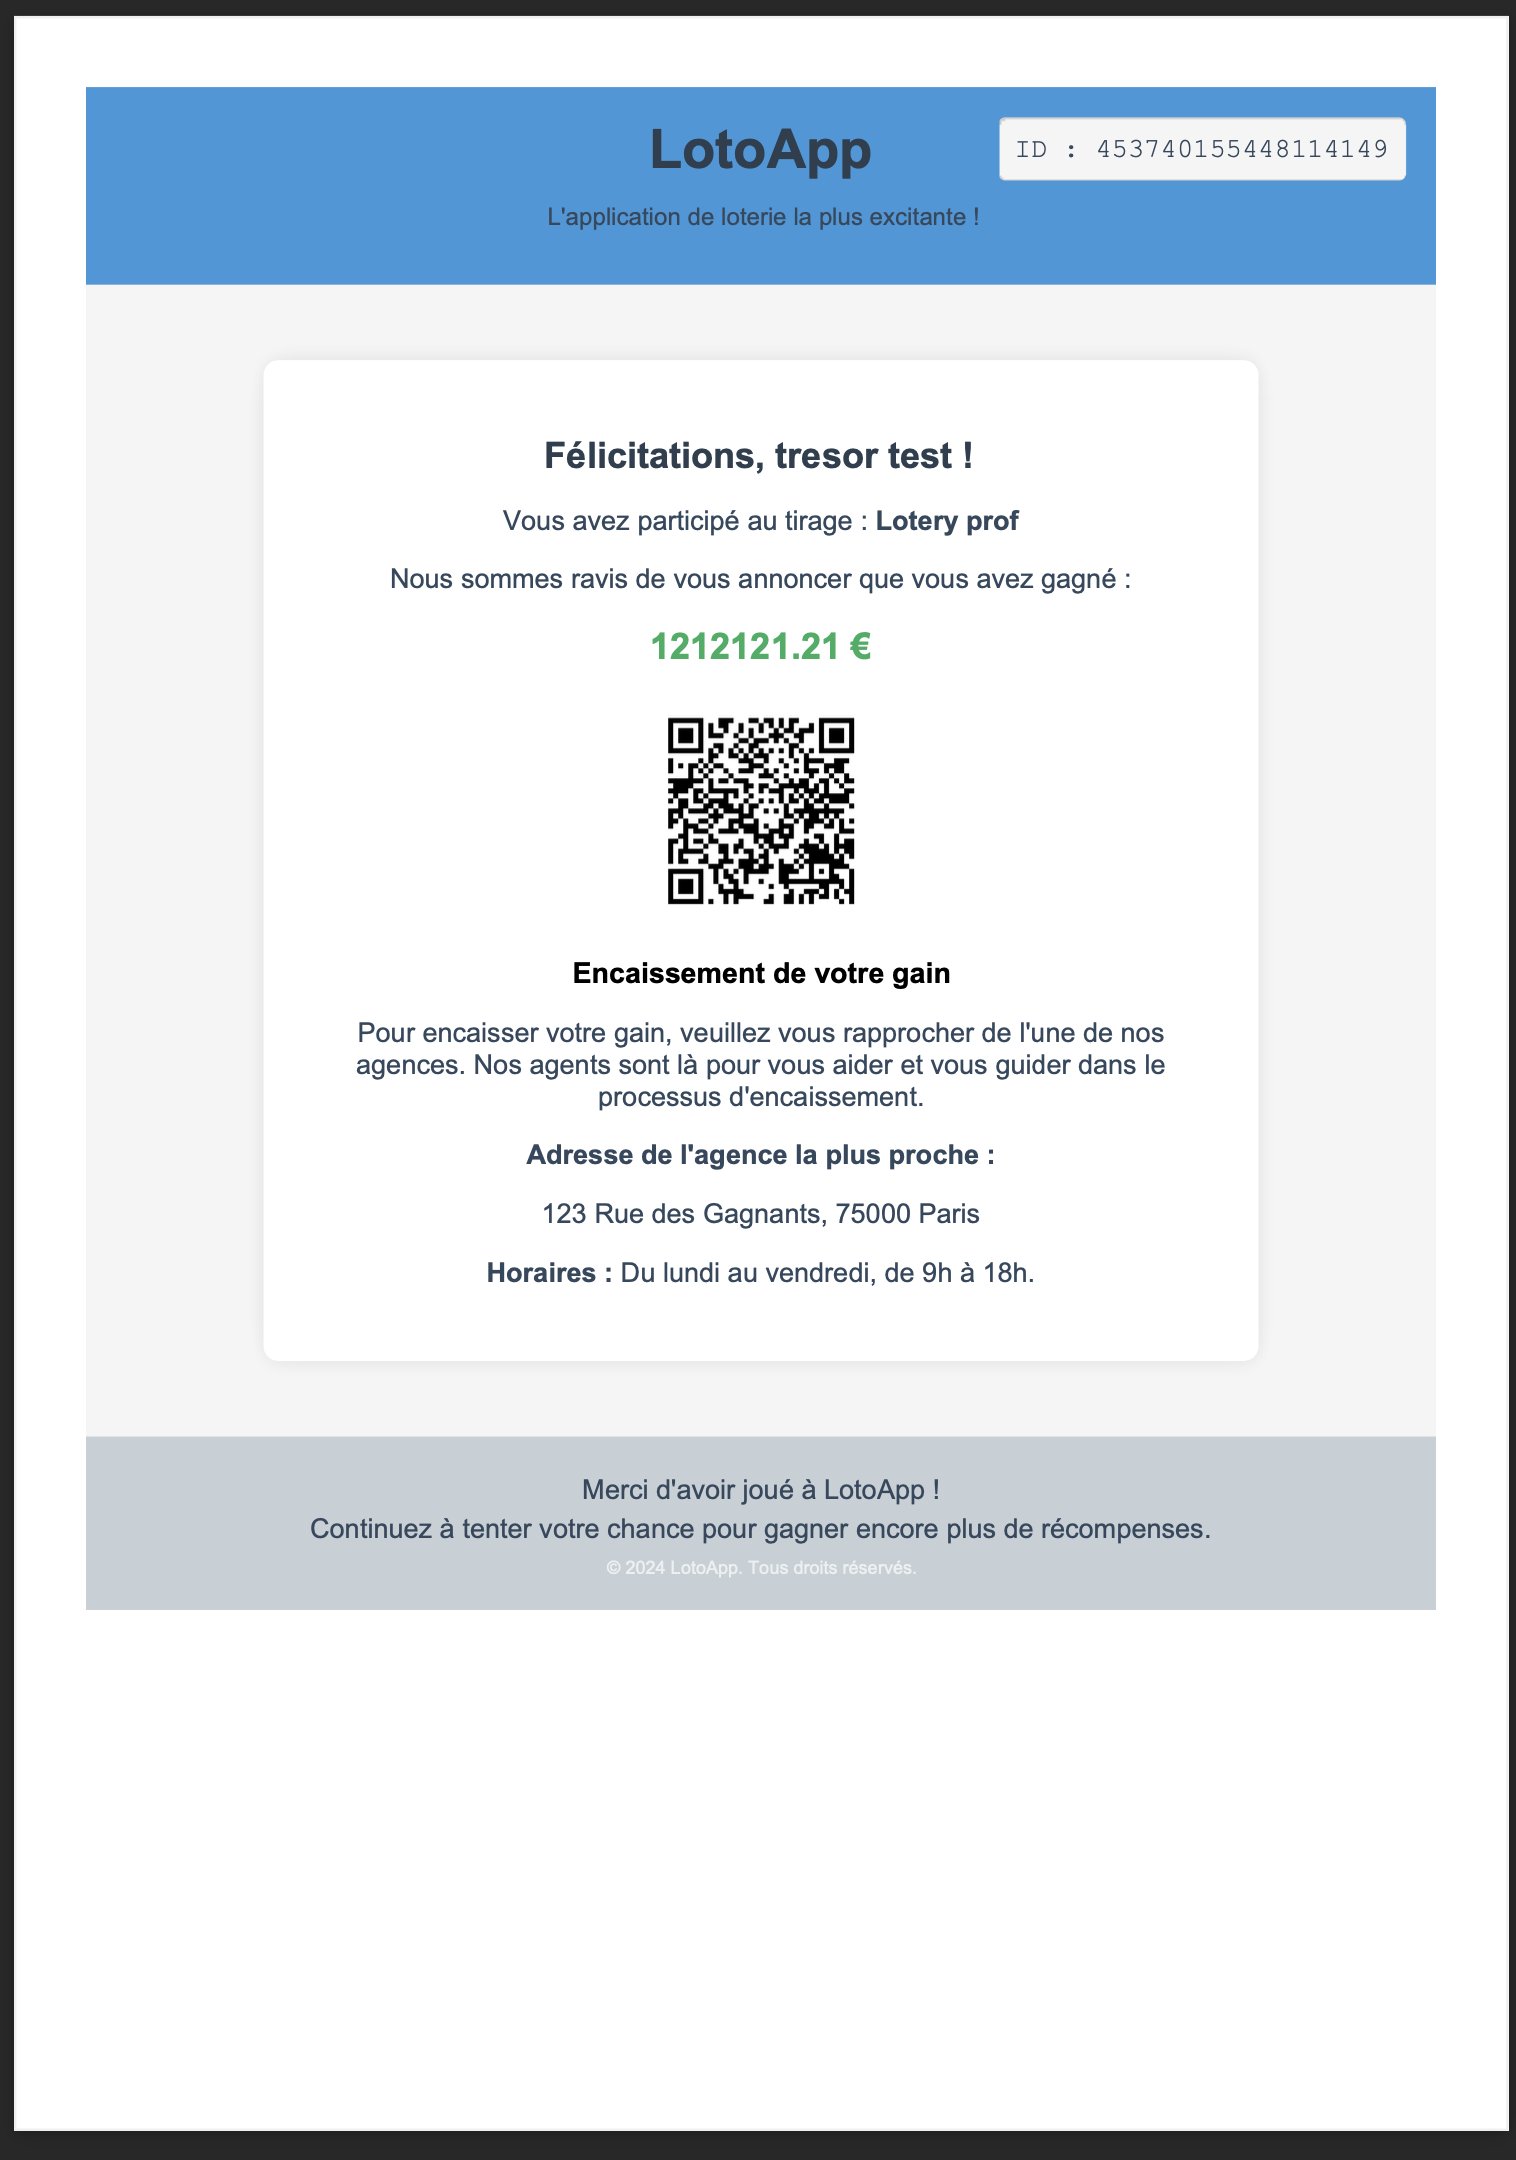 LotoApp
ID : 453740155448114149
L'application de loterie la plus excitante !
Félicitations, tresor test !
Vous avez participé au tirage : Lotery prof
Nous sommes ravis de vous annoncer que vous avez gagné :
1212121.21 €
Encaissement de votre gain
Pour encaisser votre gain, veuillez vous rapprocher de l'une de nos
agences. Nos agents sont là pour vous aider et vous guider dans le
processus d'encaissement.
Adresse de l'agence la plus proche :
123 Rue des Gagnants, 75000 Paris
Horaires : Du lundi au vendredi, de 9h à 18h.
Merci d'avoir joué à LotoApp !
Continuez à tenter votre chance pour gagner encore plus de récompenses.
© 2024 LotoApp. Tous droits réservés.